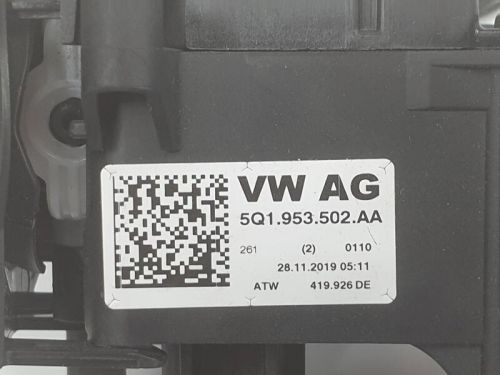 VW AG
5Q1.953.502.AA
261 (2) 0110
28.11.2019 05:11
ATW 419.926 DE